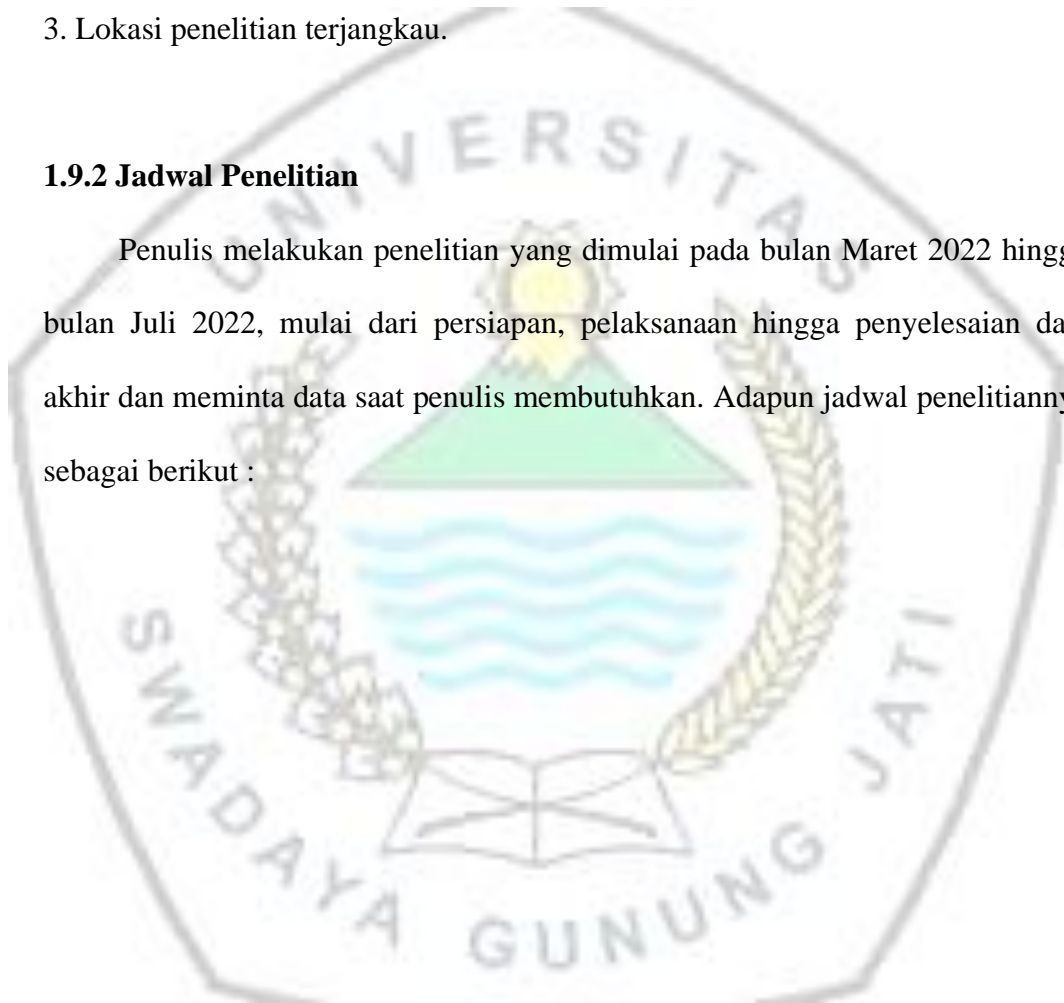 3. Lokasi penelitian terjangkau.
1.9.2 Jadwal Penelitian
Penulis melakukan penelitian yang dimulai pada bulan Maret 2022 hingg
bulan Juli 2022, mulai dari persiapan, pelaksanaan hingga penyelesaian da
akhir dan meminta data saat penulis membutuhkan. Adapun jadwal penelitianny
sebagai berikut :
UNIVERSITAS
SWADAYA GUNUNG JATI